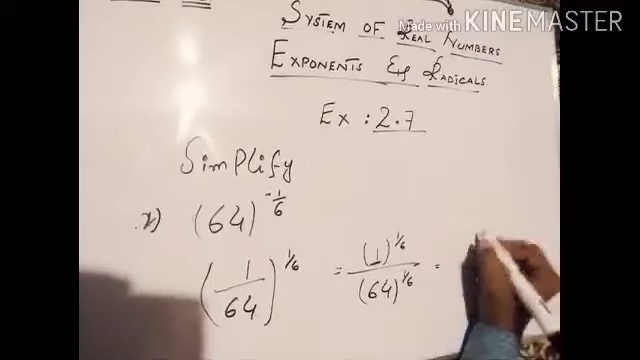 Made with KINEMASTER
SYSTEM OF REAL NUMBERS
EXPONENTS & RADICALS
Ex : 2.7
Simplify
x) (64)^{-1/6}
(1/64)^{1/6} = (1)^{1/6}/(64)^{1/6} =